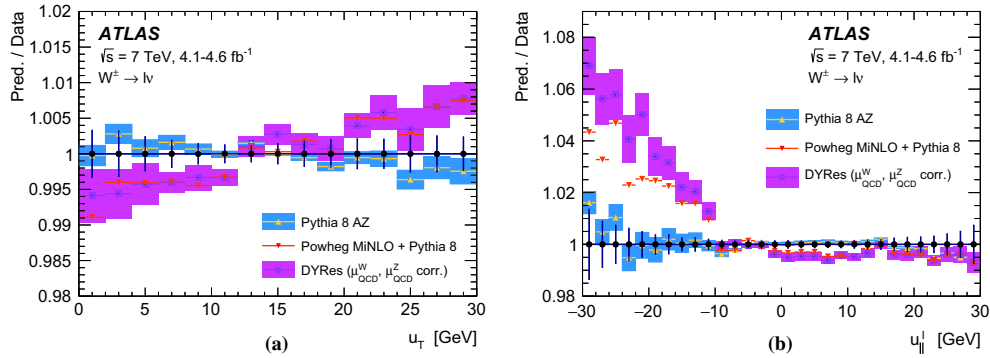 Pred. / Data
1.02
1.015
1.01
1.005
1
0.995
0.99
0.985
0.98
ATLAS
√s = 7 TeV, 4.1-4.6 fb⁻¹
W± → lν
Pythia 8 AZ
Powheg MiNLO + Pythia 8
DYRes (μ^W_QCD, μ^Z_QCD corr.)
0 5 10 15 20 25 30
u_T [GeV]
(a)
Pred. / Data
1.1
1.08
1.06
1.04
1.02
1
0.98
0.96
ATLAS
√s = 7 TeV, 4.1-4.6 fb⁻¹
W± → lν
Pythia 8 AZ
Powheg MiNLO + Pythia 8
DYRes (μ^W_QCD, μ^Z_QCD corr.)
−30 −20 −10 0 10 20 30
u^l_∥ [GeV]
(b)